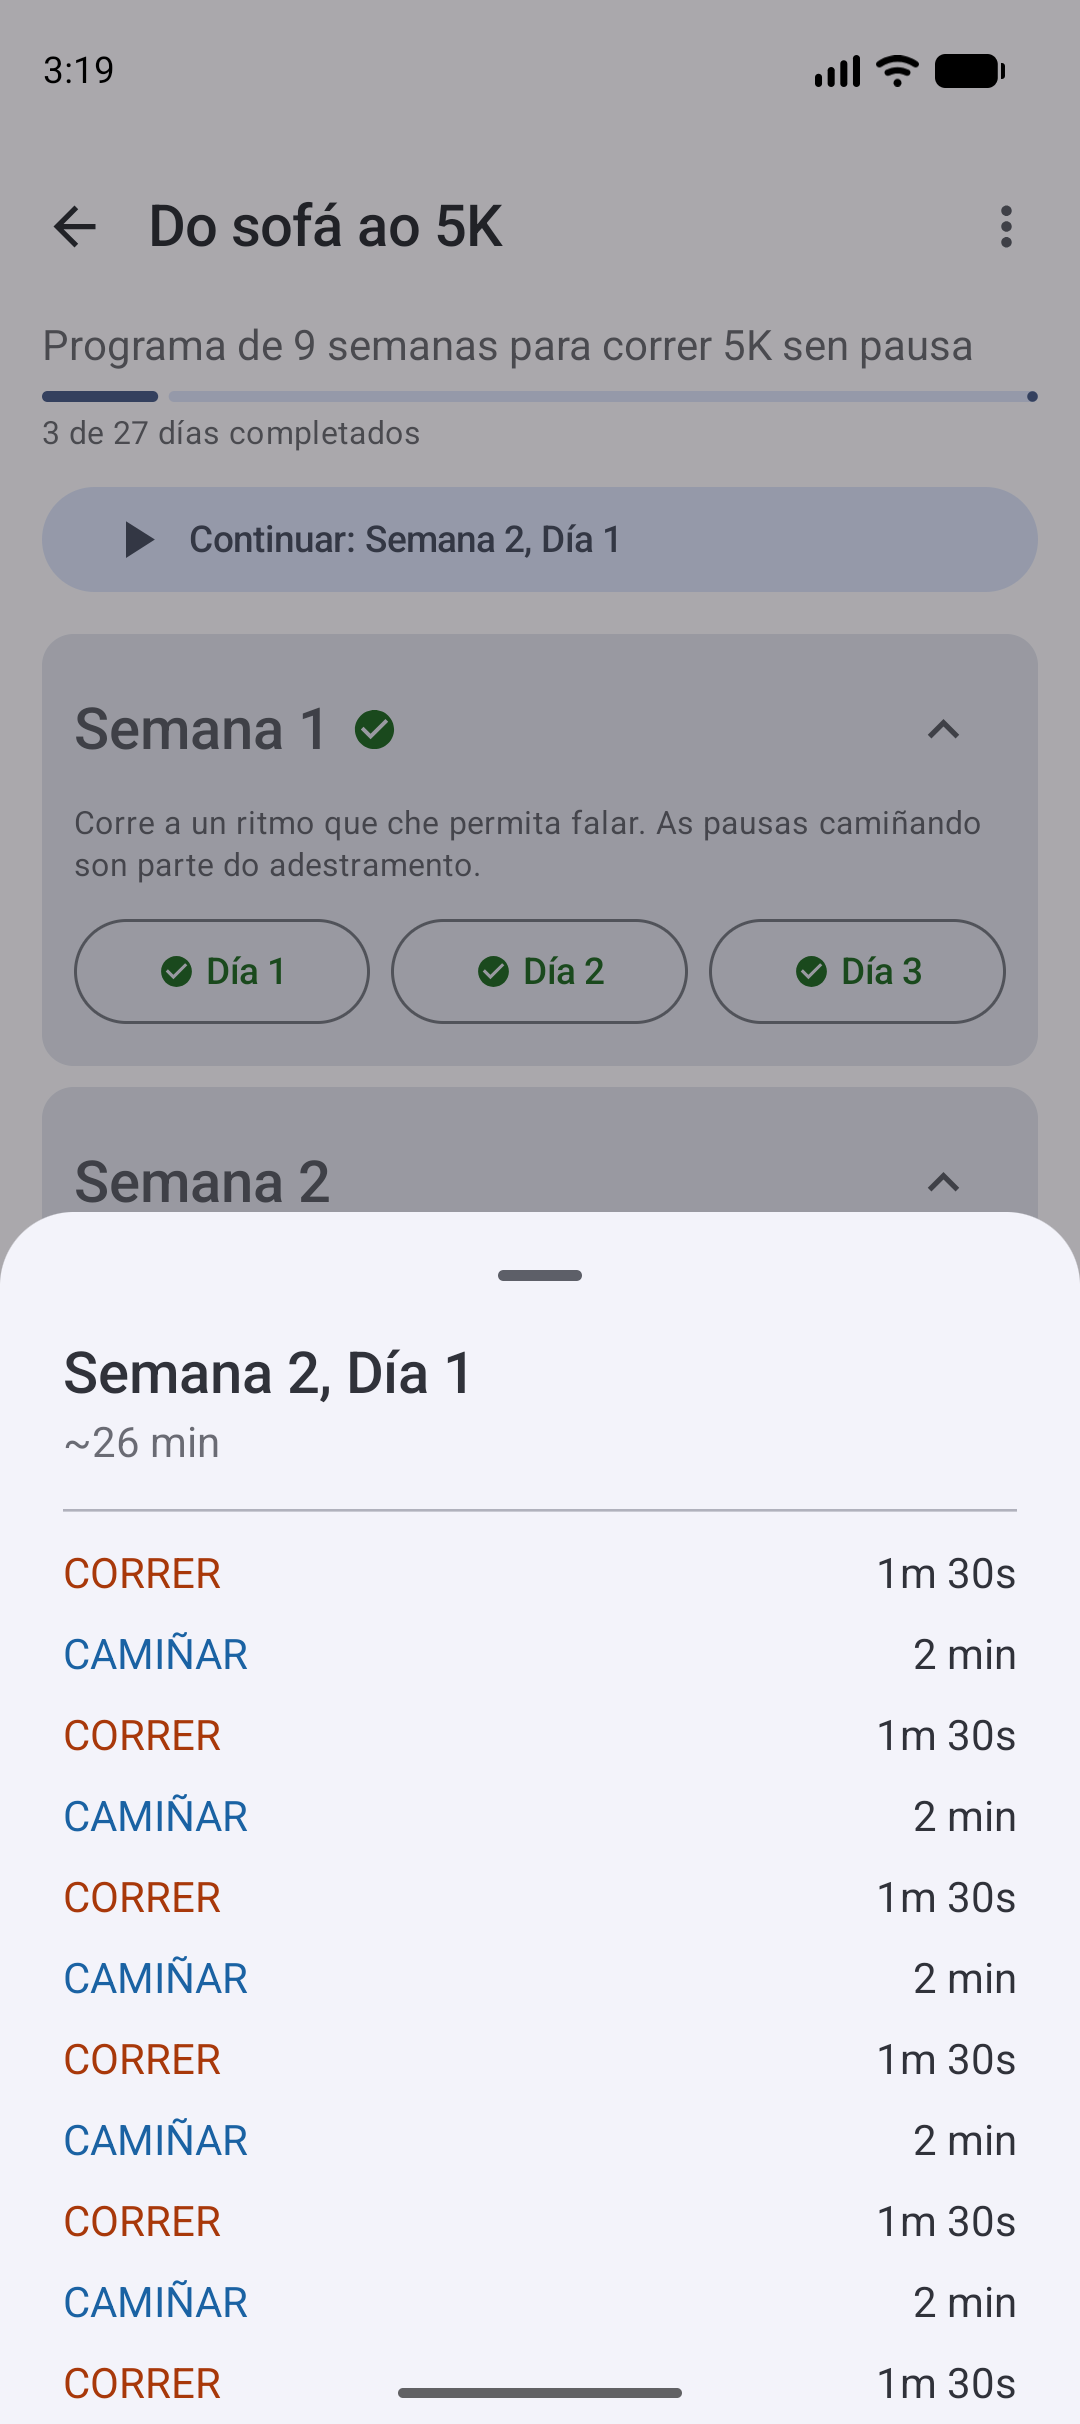 3:19
Do sofá ao 5K
Programa de 9 semanas para correr 5K sen pausa
3 de 27 días completados
Continuar: Semana 2, Día 1
Semana 1
Corre a un ritmo que che permita falar. As pausas camiñando
son parte do adestramento.
Día 1
Día 2
Día 3
Semana 2
Semana 2, Día 1
~26 min
CORRER 1m 30s
CAMIÑAR 2 min
CORRER 1m 30s
CAMIÑAR 2 min
CORRER 1m 30s
CAMIÑAR 2 min
CORRER 1m 30s
CAMIÑAR 2 min
CORRER 1m 30s
CAMIÑAR 2 min
CORRER 1m 30s